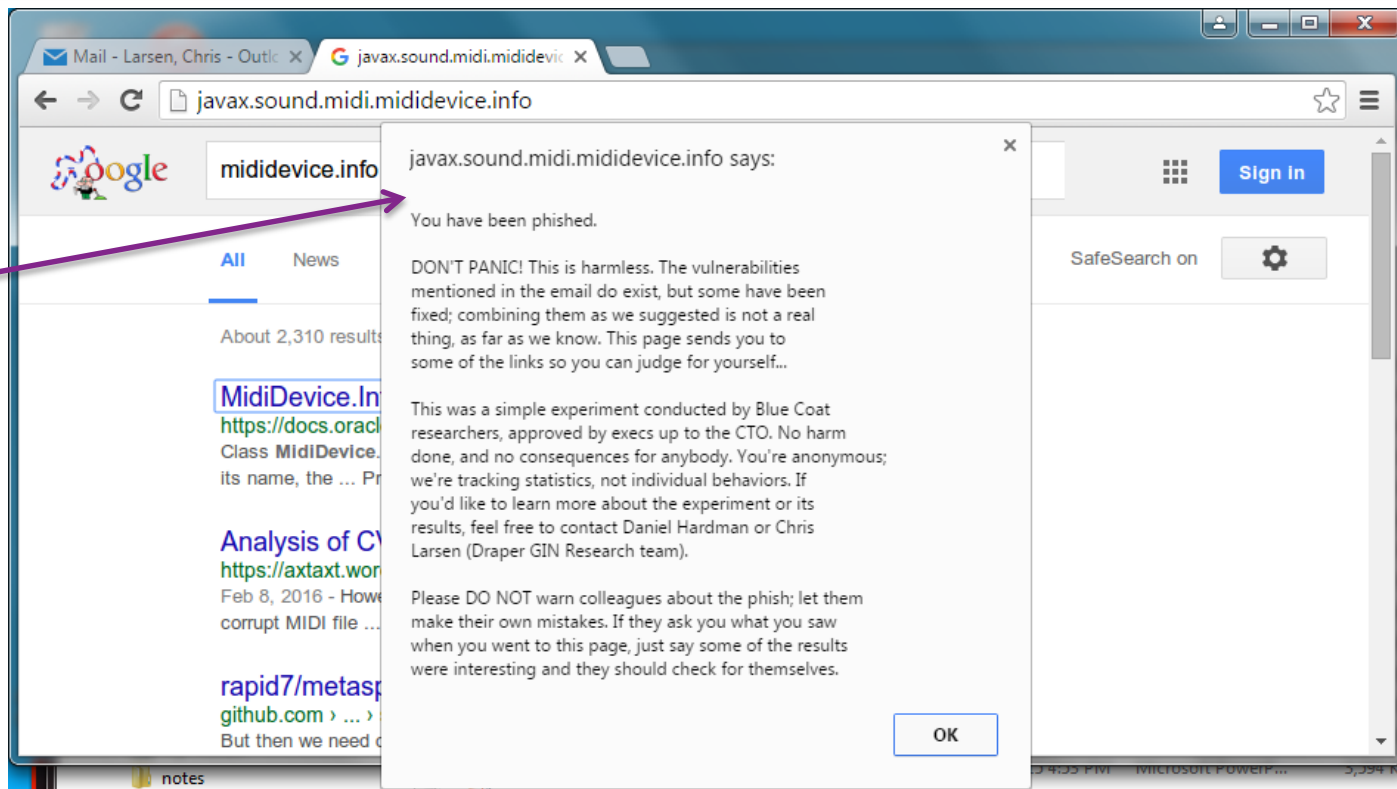 Mail - Larsen, Chris - Outlo
javax.sound.midi.mididevic
javax.sound.midi.mididevice.info
Google
mididevice.info
Sign in
All
News
SafeSearch on
About 2,310 results
MidiDevice.In
https://docs.oracl
Class MidiDevice.
its name, the ... Pr
Analysis of CV
https://axtaxt.wor
Feb 8, 2016 - Howe
corrupt MIDI file ...
rapid7/metasp
github.com › ... ›
But then we need
javax.sound.midi.mididevice.info says:
You have been phished.
DON'T PANIC! This is harmless. The vulnerabilities
mentioned in the email do exist, but some have been
fixed; combining them as we suggested is not a real
thing, as far as we know. This page sends you to
some of the links so you can judge for yourself...
This was a simple experiment conducted by Blue Coat
researchers, approved by execs up to the CTO. No harm
done, and no consequences for anybody. You're anonymous;
we're tracking statistics, not individual behaviors. If
you'd like to learn more about the experiment or its
results, feel free to contact Daniel Hardman or Chris
Larsen (Draper GIN Research team).
Please DO NOT warn colleagues about the phish; let them
make their own mistakes. If they ask you what you saw
when you went to this page, just say some of the results
were interesting and they should check for themselves.
OK
notes
4:53 PM Microsoft PowerP... 3,594 K